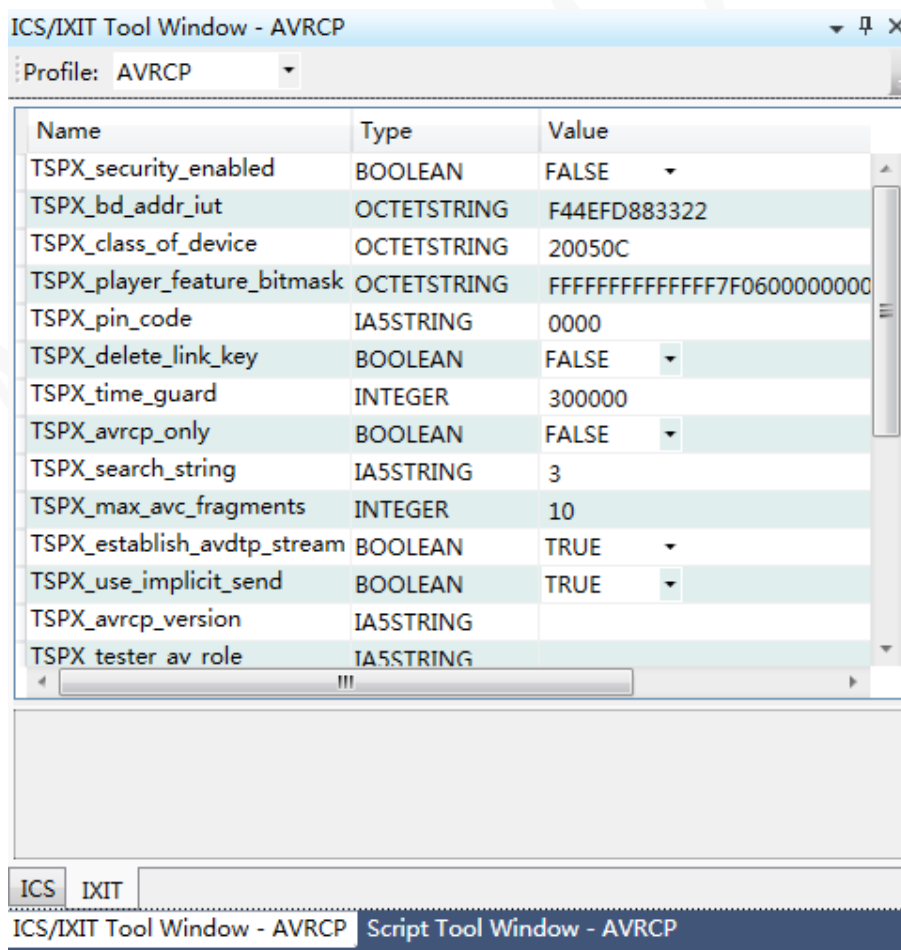 ICS/IXIT Tool Window - AVRCP
Profile: AVRCP
Name Type Value
TSPX_security_enabled BOOLEAN FALSE
TSPX_bd_addr_iut OCTETSTRING F44EFD883322
TSPX_class_of_device OCTETSTRING 20050C
TSPX_player_feature_bitmask OCTETSTRING FFFFFFFFFFFFFF7F0600000000
TSPX_pin_code IA5STRING 0000
TSPX_delete_link_key BOOLEAN FALSE
TSPX_time_guard INTEGER 300000
TSPX_avrcp_only BOOLEAN FALSE
TSPX_search_string IA5STRING 3
TSPX_max_avc_fragments INTEGER 10
TSPX_establish_avdtp_stream BOOLEAN TRUE
TSPX_use_implicit_send BOOLEAN TRUE
TSPX_avrcp_version IA5STRING
TSPX_tester_av_role IA5STRING
ICS IXIT
ICS/IXIT Tool Window - AVRCP Script Tool Window - AVRCP